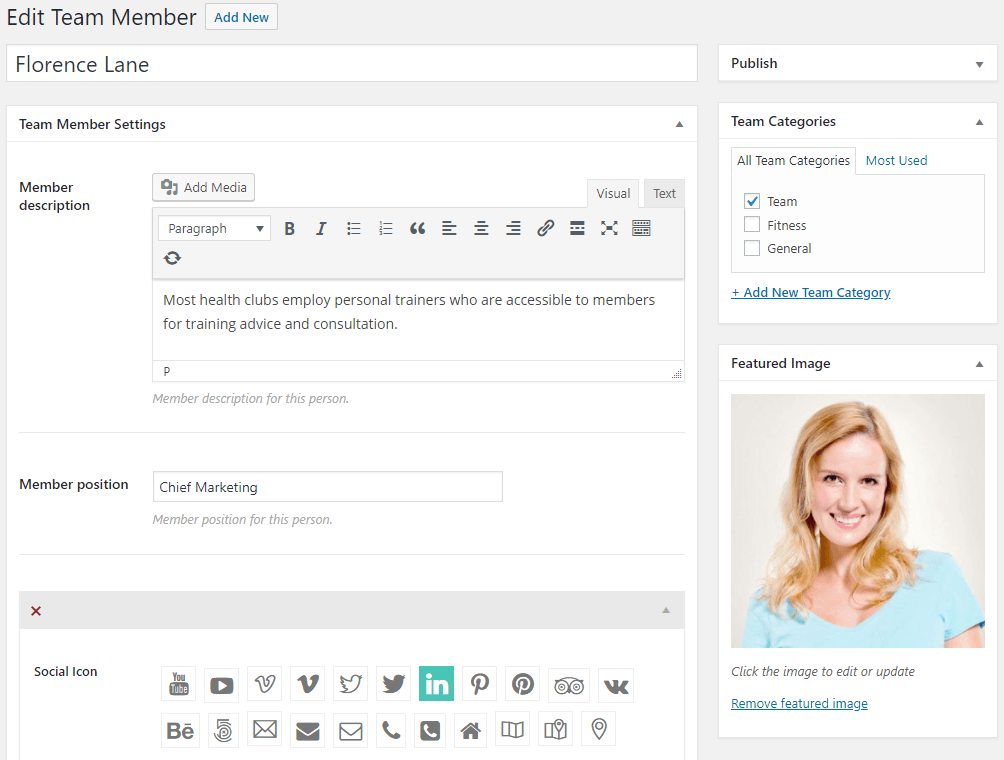 Edit Team Member
Add New
Florence Lane
Publish
Team Member Settings
Team Categories
All Team Categories
Most Used
Team
Fitness
General
+ Add New Team Category
Member
description
Add Media
Visual
Text
Paragraph
B
I
Most health clubs employ personal trainers who are accessible to members
for training advice and consultation.
P
Member description for this person.
Featured Image
Click the image to edit or update
Remove featured image
Member position
Chief Marketing
Member position for this person.
Social Icon
You
Tube
in
Bē